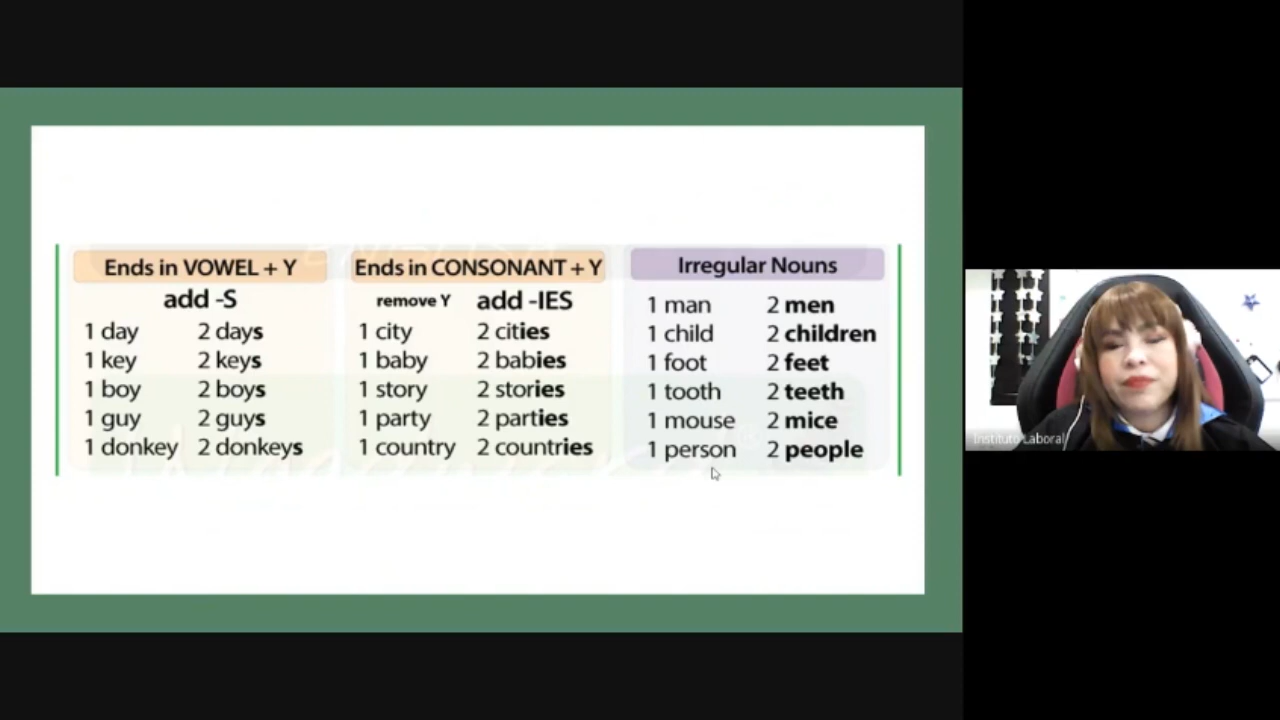 Ends in VOWEL + Y
add -S
1 day 2 days
1 key 2 keys
1 boy 2 boys
1 guy 2 guys
1 donkey 2 donkeys
Ends in CONSONANT + Y
remove Y add -IES
1 city 2 cities
1 baby 2 babies
1 story 2 stories
1 party 2 parties
1 country 2 countries
Irregular Nouns
1 man 2 men
1 child 2 children
1 foot 2 feet
1 tooth 2 teeth
1 mouse 2 mice
1 person 2 people
Instituto Laboral